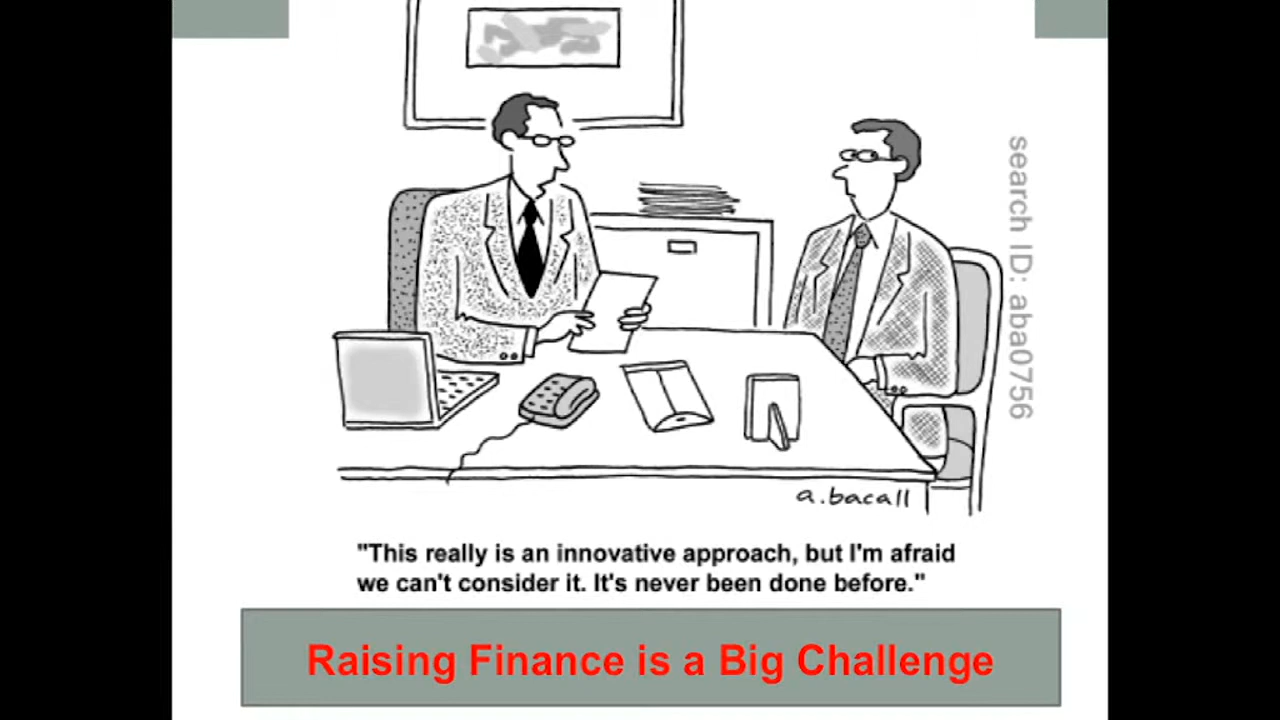 search ID: aba0756
a.bacall
"This really is an innovative approach, but I'm afraid
we can't consider it. It's never been done before."
Raising Finance is a Big Challenge